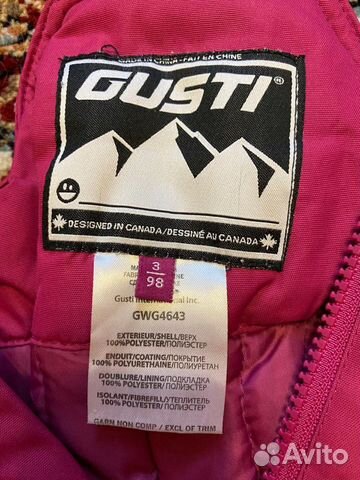 MADE IN CHINA - FAIT EN CHINE
GUSTI®
DESIGNED IN CANADA/DESSINÉ AU CANADA
3
98
Gusti International Inc.
GWG4643
EXTERIEUR/SHELL/ВЕРХ
100%POLYESTER/ПОЛИЭСТЕР
ENDUIT/COATING/ПОКРЫТИЕ
100% POLYURETHANE/ПОЛИУРЕТАН
DOUBLURE/LINING/ПОДКЛАДКА
100% POLYESTER/ПОЛИЭСТЕР
ISOLANT/FIBREFILL/УТЕПЛИТЕЛЬ
100%POLYESTER/ПОЛИЭСТЕР
GARN NON COMP / EXCL OF TRIM
Avito